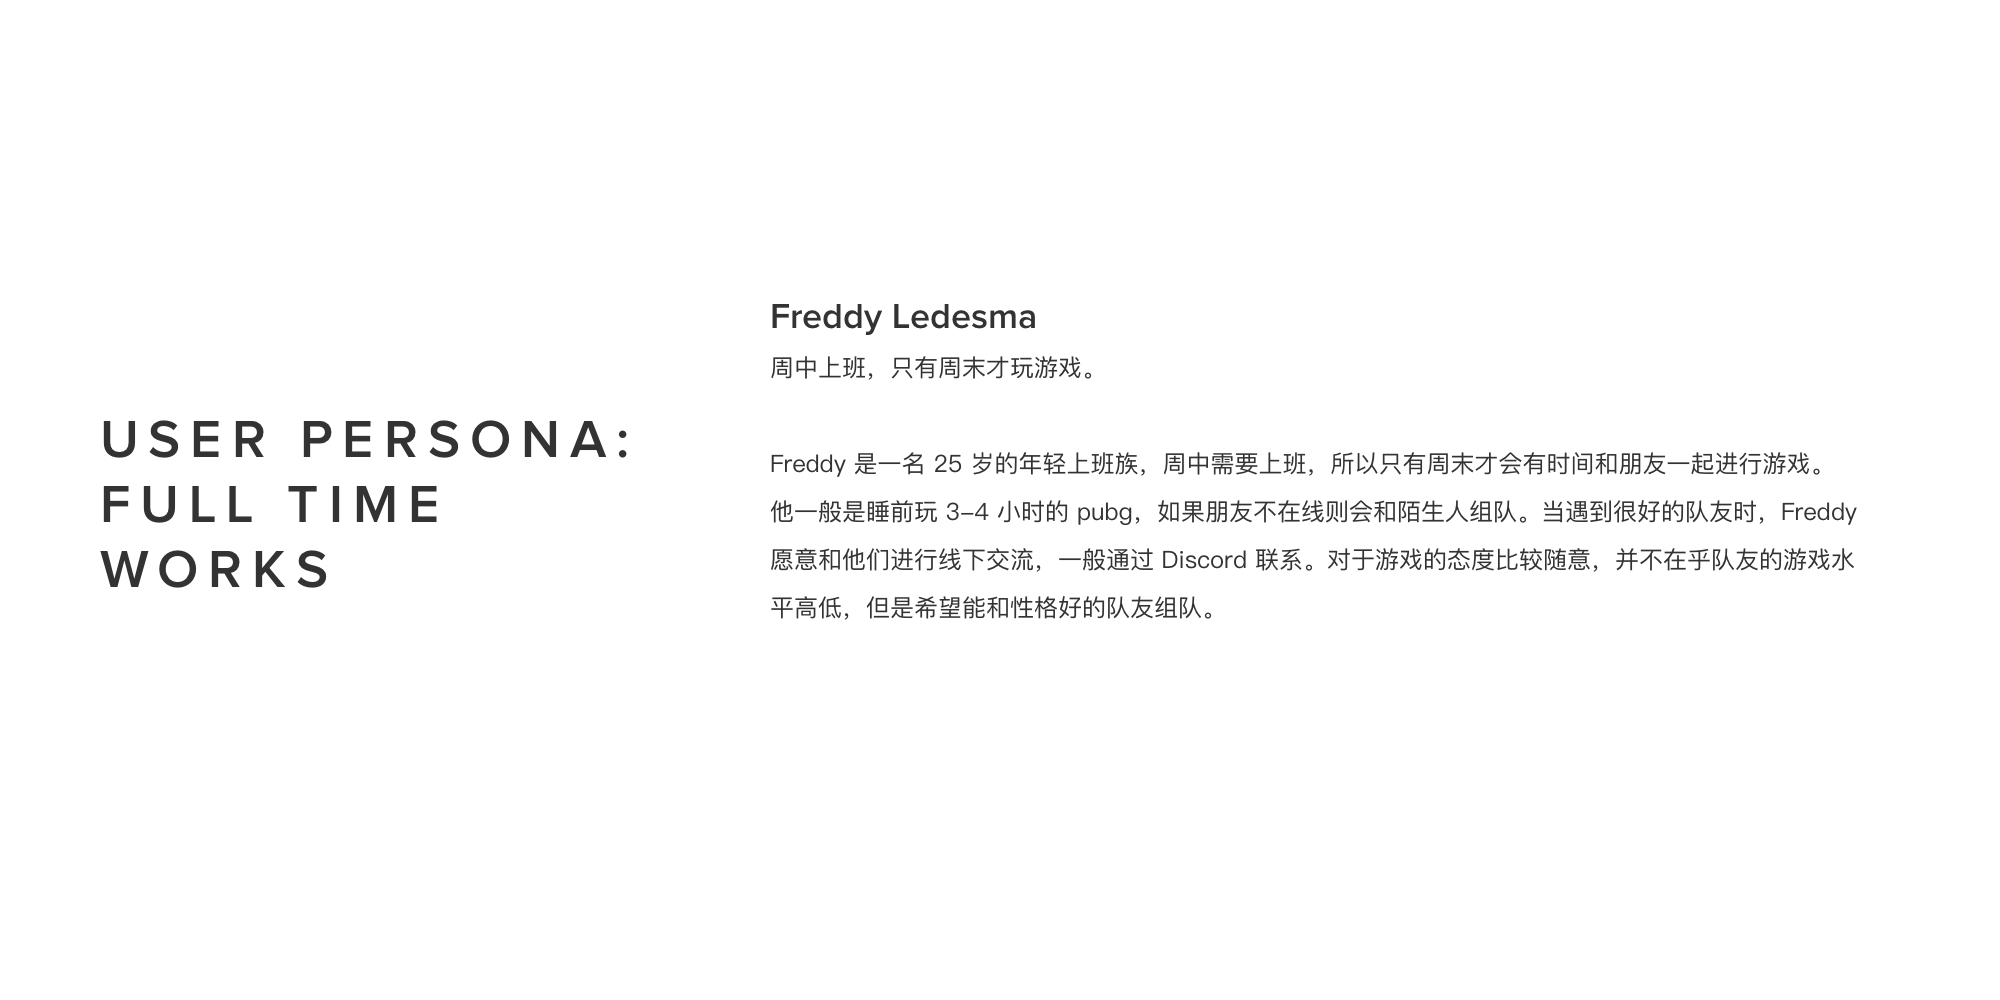 USER PERSONA:
FULL TIME
WORKS
Freddy Ledesma
周中上班，只有周末才玩游戏。
Freddy 是一名 25 岁的年轻上班族，周中需要上班，所以只有周末才会有时间和朋友一起进行游戏。
他一般是睡前玩 3–4 小时的 pubg，如果朋友不在线则会和陌生人组队。当遇到很好的队友时，Freddy
愿意和他们进行线下交流，一般通过 Discord 联系。对于游戏的态度比较随意，并不在乎队友的游戏水
平高低，但是希望能和性格好的队友组队。